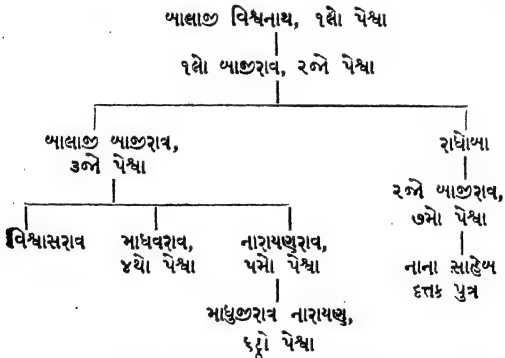 બાલાજી વિશ્વનાથ, ૧લો પેશ્વા
૧લો બાજીરાવ, ૨જો પેશ્વા
બાલાજી બાજીરાવ,
૩જો પેશ્વા
રાઘોબા
૨જો બાજીરાવ,
૭મો પેશ્વા
વિશ્વાસરાવ
માધવરાવ,
૪થો પેશ્વા
નારાયણરાવ,
૫મો પેશ્વા
નાના સાહેબ
દત્તક પુત્ર
માધુજીરાવ નારાયણ,
૬ઠ્ઠો પેશ્વા